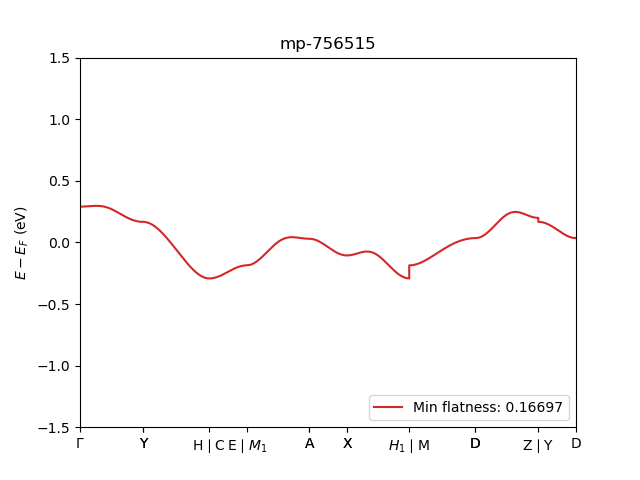 mp-756515
1.5
1.0
0.5
0.0
−0.5
−1.0
−1.5
E − E_F (eV)
Min flatness: 0.16697
Γ Y H | C E | M₁ A X H₁ | M D Z | Y D